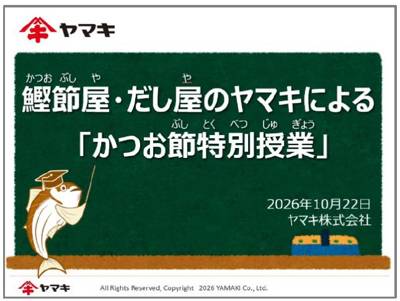 ヤマキ
かつお ぶし や や
鰹節屋・だし屋のヤマキによる
ぶし とく べつ じゅ ぎょう
「かつお節特別授業」
2026年10月22日
ヤマキ株式会社
ヤマキ
All Rights Reserved, Copyright 2026 YAMAKI Co., Ltd.